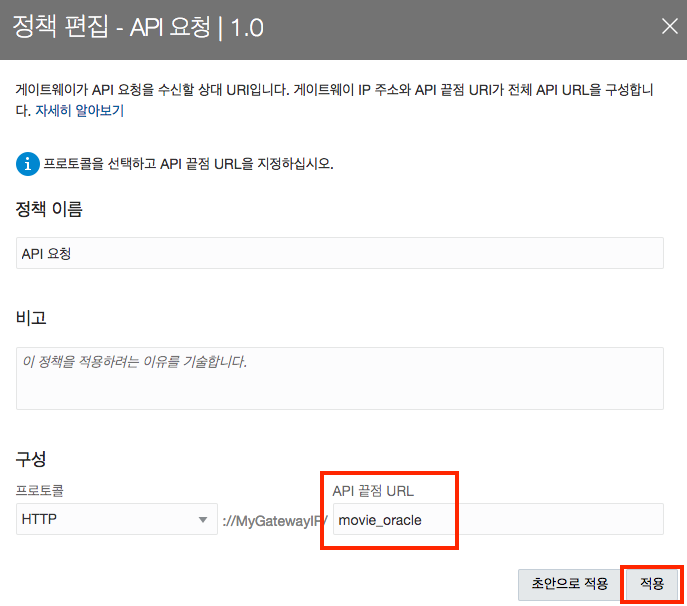 정책 편집 - API 요청 | 1.0
게이트웨이가 API 요청을 수신할 상대 URI입니다. 게이트웨이 IP 주소와 API 끝점 URI가 전체 API URL을 구성합니
다. 자세히 알아보기
프로토콜을 선택하고 API 끝점 URL을 지정하십시오.
정책 이름
API 요청
비고
이 정책을 적용하려는 이유를 기술합니다.
구성
프로토콜
API 끝점 URL
HTTP
://MyGatewayIP/
movie_oracle
초안으로 적용
적용